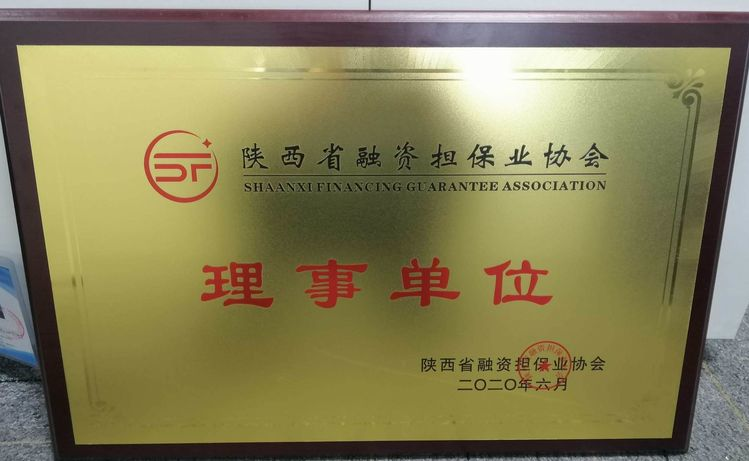 陕西省融资担保业协会
SHAANXI FINANCING GUARANTEE ASSOCIATION
理事单位
陕西省融资担保业协会
二〇二〇年六月